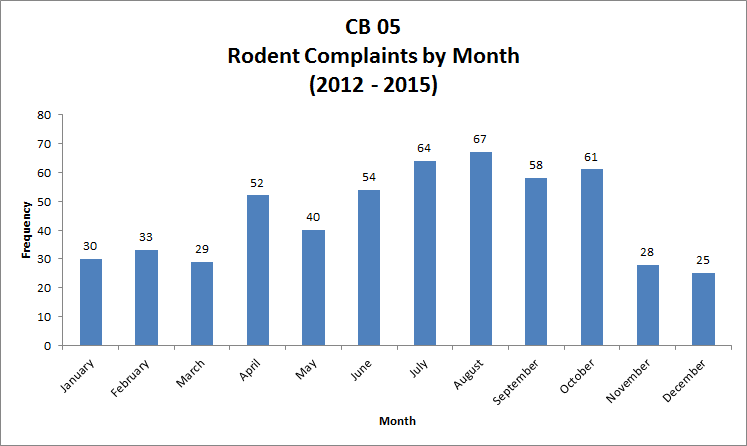 CB 05
Rodent Complaints by Month
(2012 - 2015)
80
70
60
50
40
30
20
10
0
Frequency
30
33
29
52
40
54
64
67
58
61
28
25
January
February
March
April
May
June
July
August
September
October
November
December
Month